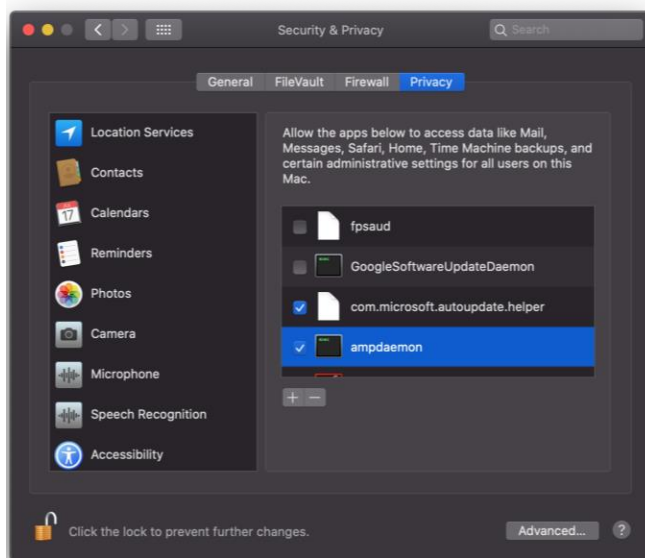 Security & Privacy
Search
General
FileVault
Firewall
Privacy
Location Services
Contacts
17
Calendars
Reminders
Photos
Camera
Microphone
Speech Recognition
Accessibility
Allow the apps below to access data like Mail,
Messages, Safari, Home, Time Machine backups, and
certain administrative settings for all users on this
Mac.
fpsaud
GoogleSoftwareUpdateDaemon
com.microsoft.autoupdate.helper
ampdaemon
Click the lock to prevent further changes.
Advanced...
?